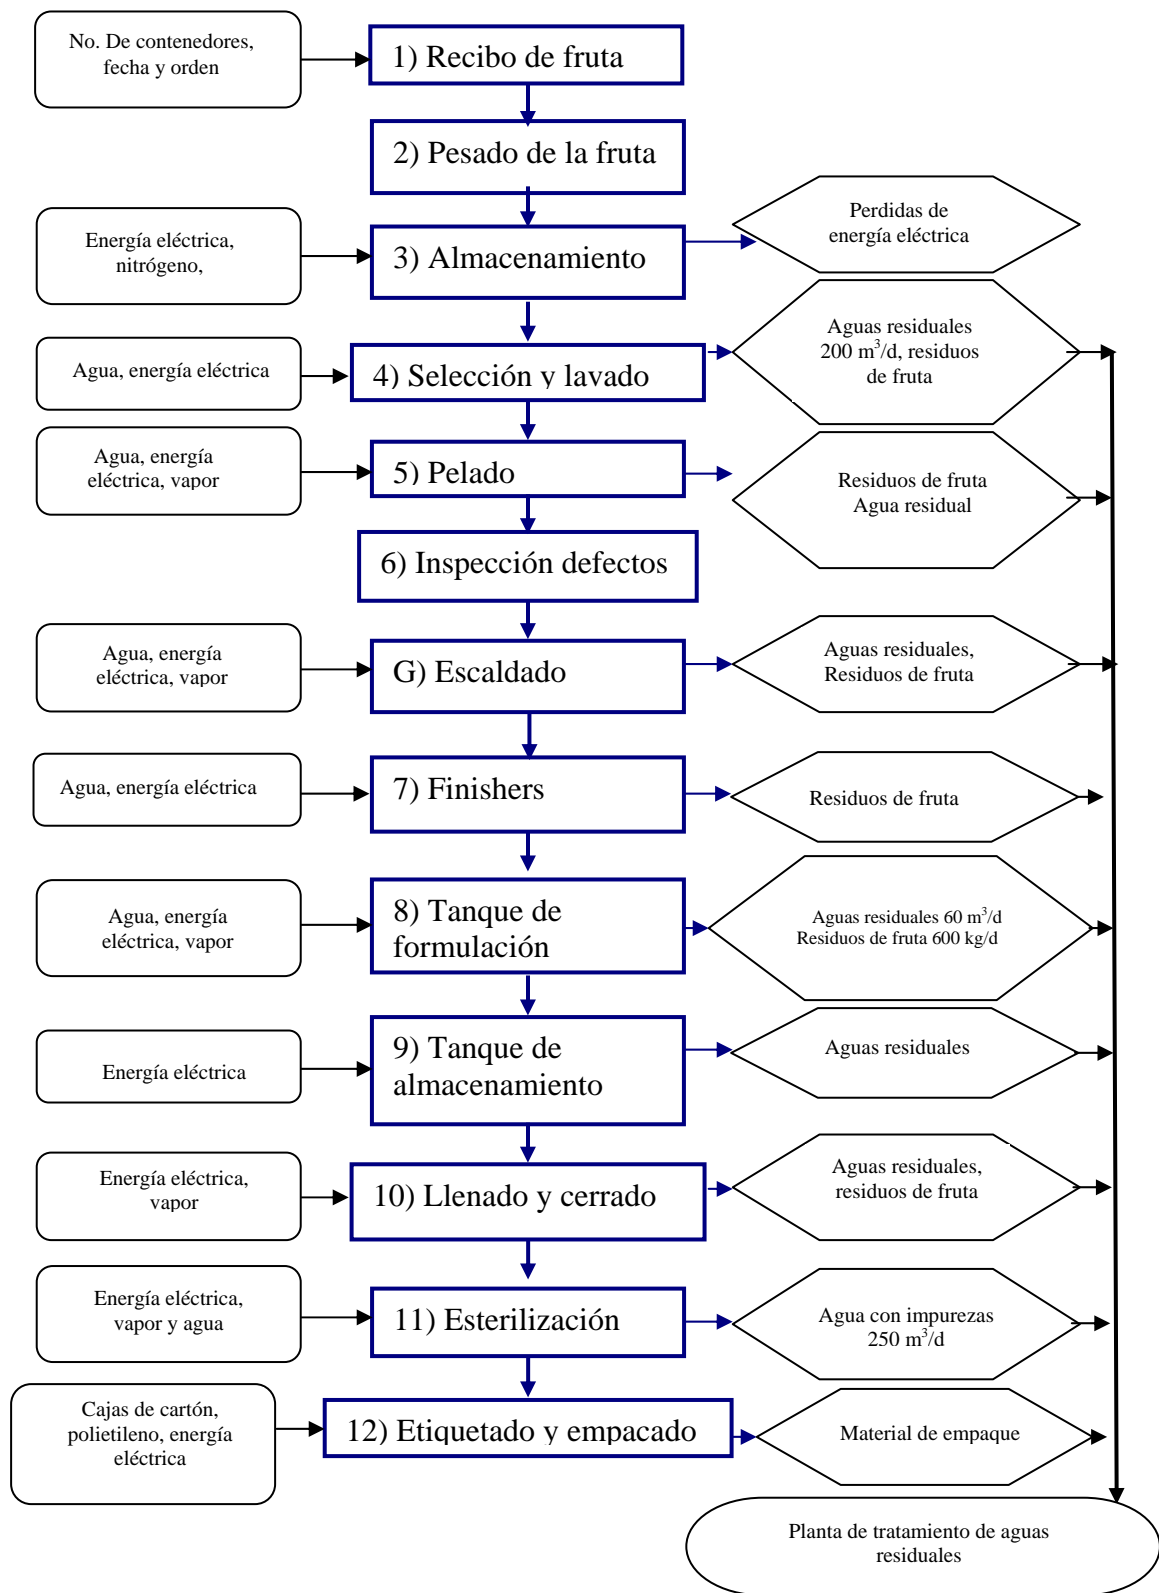 No. De contenedores,
fecha y orden
1) Recibo de fruta
2) Pesado de la fruta
Energía eléctrica,
nitrógeno,
3) Almacenamiento
Perdidas de
energía eléctrica
Agua, energía eléctrica
4) Selección y lavado
Aguas residuales
200 m³/d, residuos
de fruta
Agua, energía
eléctrica, vapor
5) Pelado
Residuos de fruta
Agua residual
6) Inspección defectos
Agua, energía
eléctrica, vapor
G) Escaldado
Aguas residuales,
Residuos de fruta
Agua, energía eléctrica
7) Finishers
Residuos de fruta
Agua, energía
eléctrica, vapor
8) Tanque de
formulación
Aguas residuales 60 m³/d
Residuos de fruta 600 kg/d
Energía eléctrica
9) Tanque de
almacenamiento
Aguas residuales
Energía eléctrica,
vapor
10) Llenado y cerrado
Aguas residuales,
residuos de fruta
Energía eléctrica,
vapor y agua
11) Esterilización
Agua con impurezas
250 m³/d
Cajas de cartón,
polietileno, energía
eléctrica
12) Etiquetado y empacado
Material de empaque
Planta de tratamiento de aguas
residuales